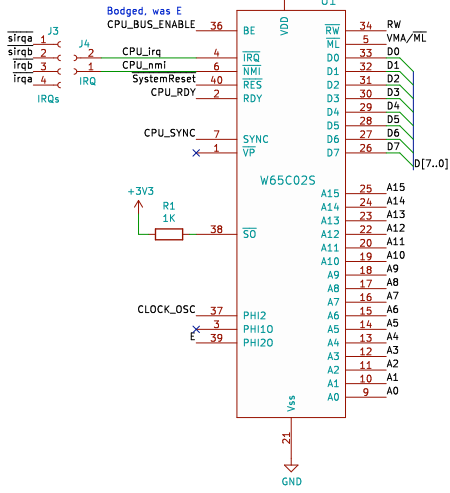 Bodged, was E
U1
CPU_BUS_ENABLE 36 BE
VDD
RW 34 RW
ML 5 VMA/ML
J3
sirqa 1
sirqb 2
irqb 3
irqa 4
IRQs
J4
2 CPU_irq 4 IRQ
1 CPU_nmi 6 NMI
IRQ
SystemReset 40 RES
CPU_RDY 2 RDY
D0 33 D0
D1 32 D1
D2 31 D2
D3 30 D3
D4 29 D4
D5 28 D5
D6 27 D6
D7 26 D7
D[7..0]
CPU_SYNC 7 SYNC
1 VP
W65C02S
+3V3
R1
1K
38 SO
A15 25 A15
A14 24 A14
A13 23 A13
A12 22 A12
A11 20 A11
A10 19 A10
A9 18 A9
A8 17 A8
A7 16 A7
A6 15 A6
A5 14 A5
A4 13 A4
A3 12 A3
A2 11 A2
A1 10 A1
A0 9 A0
CLOCK_OSC 37 PHI2
3 PHI1O
E 39 PHI2O
Vss
21
GND